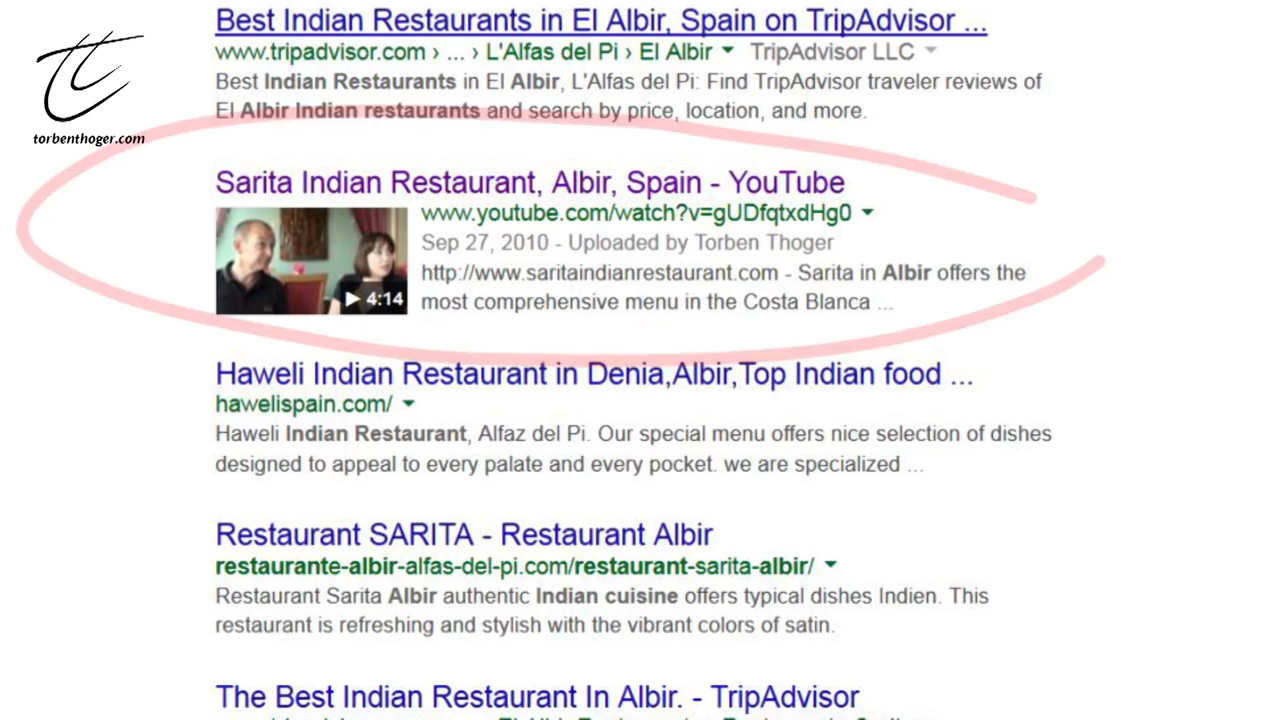 Best Indian Restaurants in El Albir, Spain on TripAdvisor ...
www.tripadvisor.com › ... › L'Alfas del Pi › El Albir TripAdvisor LLC
Best Indian Restaurants in El Albir, L'Alfas del Pi: Find TripAdvisor traveler reviews of
El Albir Indian restaurants and search by price, location, and more.
torbenthoger.com
Sarita Indian Restaurant, Albir, Spain - YouTube
www.youtube.com/watch?v=gUDfqtxdHg0
Sep 27, 2010 - Uploaded by Torben Thoger
http://www.saritaindianrestaurant.com - Sarita in Albir offers the
4:14
most comprehensive menu in the Costa Blanca ...
Haweli Indian Restaurant in Denia,Albir,Top Indian food ...
hawelispain.com/
Haweli Indian Restaurant, Alfaz del Pi. Our special menu offers nice selection of dishes
designed to appeal to every palate and every pocket. we are specialized ...
Restaurant SARITA - Restaurant Albir
restaurante-albir-alfas-del-pi.com/restaurant-sarita-albir/
Restaurant Sarita Albir authentic Indian cuisine offers typical dishes Indien. This
restaurant is refreshing and stylish with the vibrant colors of satin.
The Best Indian Restaurant In Albir. - TripAdvisor